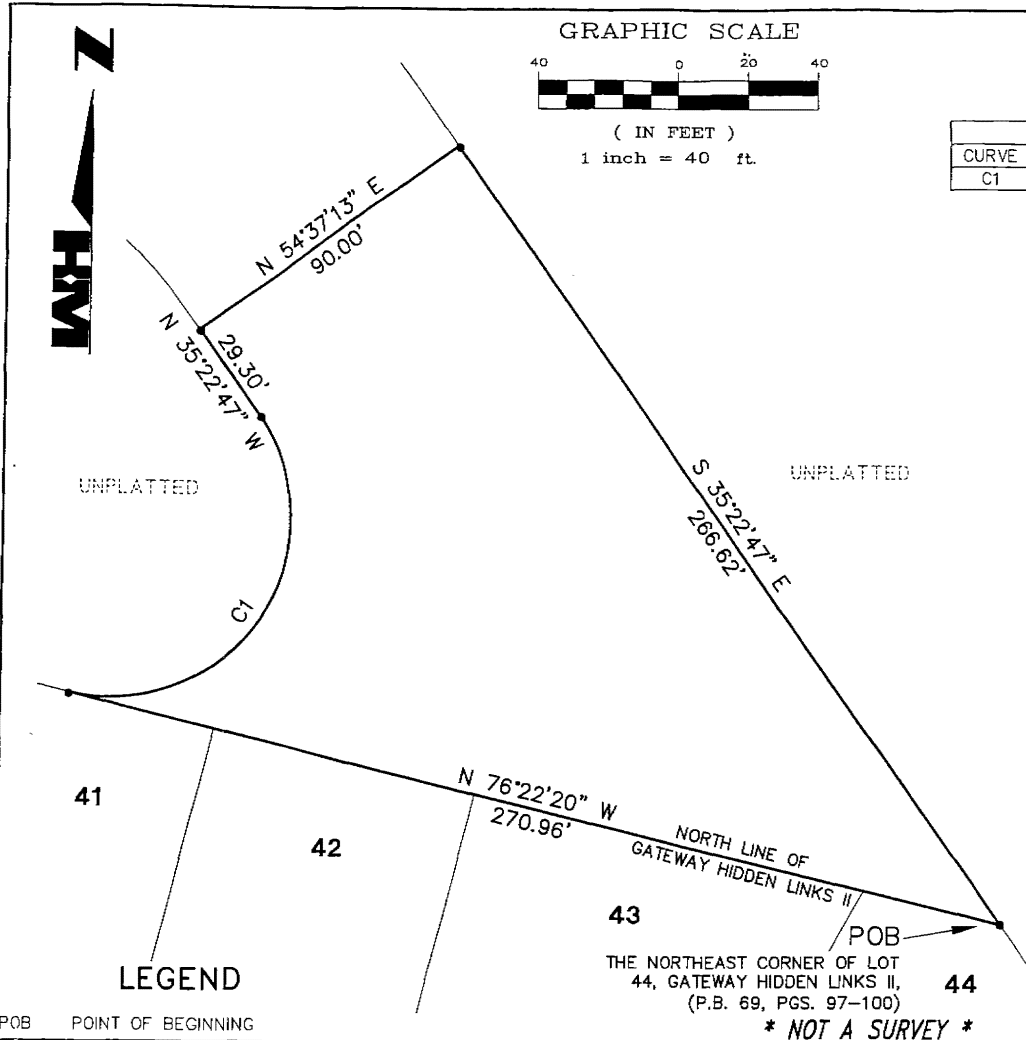 GRAPHIC SCALE
40 0 20 40
( IN FEET )
1 inch = 40 ft.
CURVE
C1
Z
HM
N 54°37'13" E
90.00'
29.30'
N 35°22'47" W
UNPLATTED
UNPLATTED
S 35°22'47" E
266.62'
C1
N 76°22'20" W
270.96'
NORTH LINE OF
GATEWAY HIDDEN LINKS II
41
42
43
44
POB
THE NORTHEAST CORNER OF LOT
44, GATEWAY HIDDEN LINKS II,
(P.B. 69, PGS. 97-100)
* NOT A SURVEY *
LEGEND
POB POINT OF BEGINNING